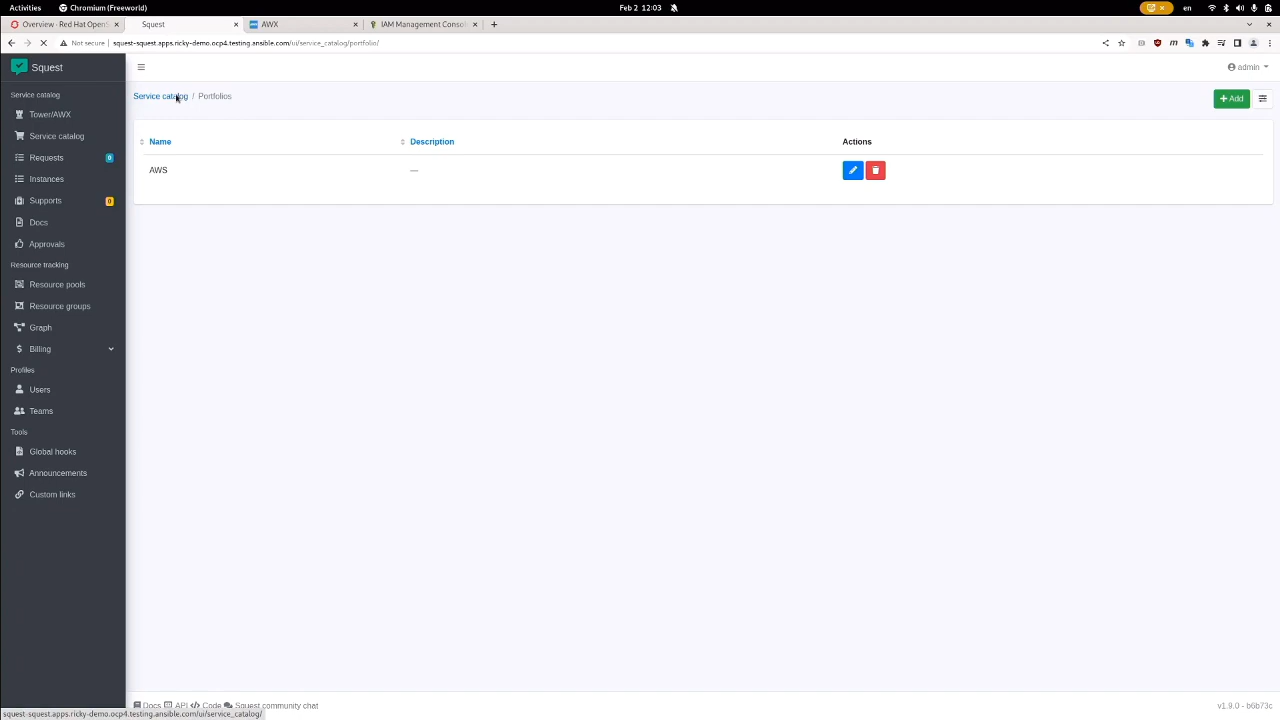 Activities
Chromium (Freeworld)
Feb 2 12:03
en
Overview · Red Hat OpenS
Squest
AWX
IAM Management Conso
Not secure
squest-squest.apps.ricky-demo.ocp4.testing.ansible.com/ui/service_catalog/portfolio/
Squest
admin
Service catalog
Tower/AWX
Service catalog
Requests 0
Instances
Supports 0
Docs
Approvals
Resource tracking
Resource pools
Resource groups
Graph
Billing
Profiles
Users
Teams
Tools
Global hooks
Announcements
Custom links
Service catalog / Portfolios
+ Add
Name Description Actions
AWS —
Docs API Code Squest community chat
v1.9.0 - b6b73c
squest-squest.apps.ricky-demo.ocp4.testing.ansible.com/ui/service_catalog/